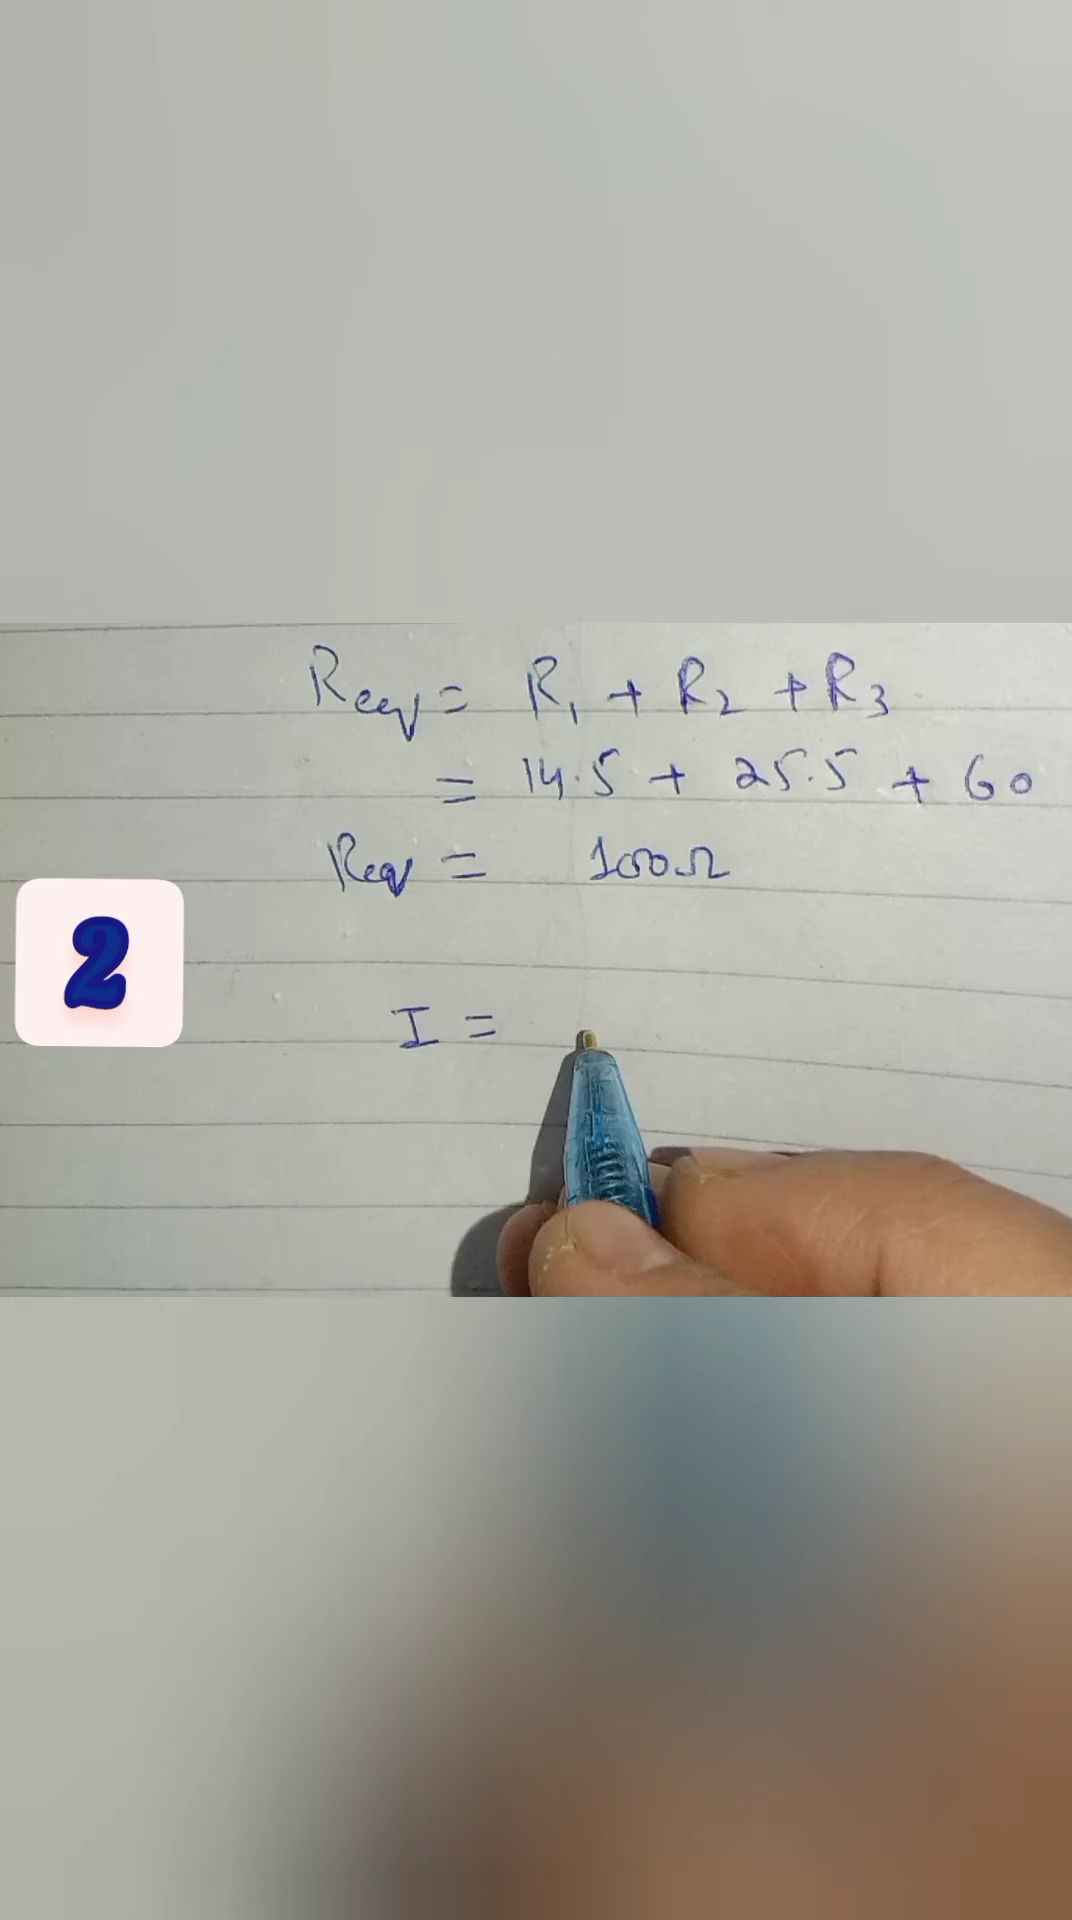 Req = R₁ + R₂ + R₃
= 14.5 + 25.5 + 60
Req = 100Ω
2
I =